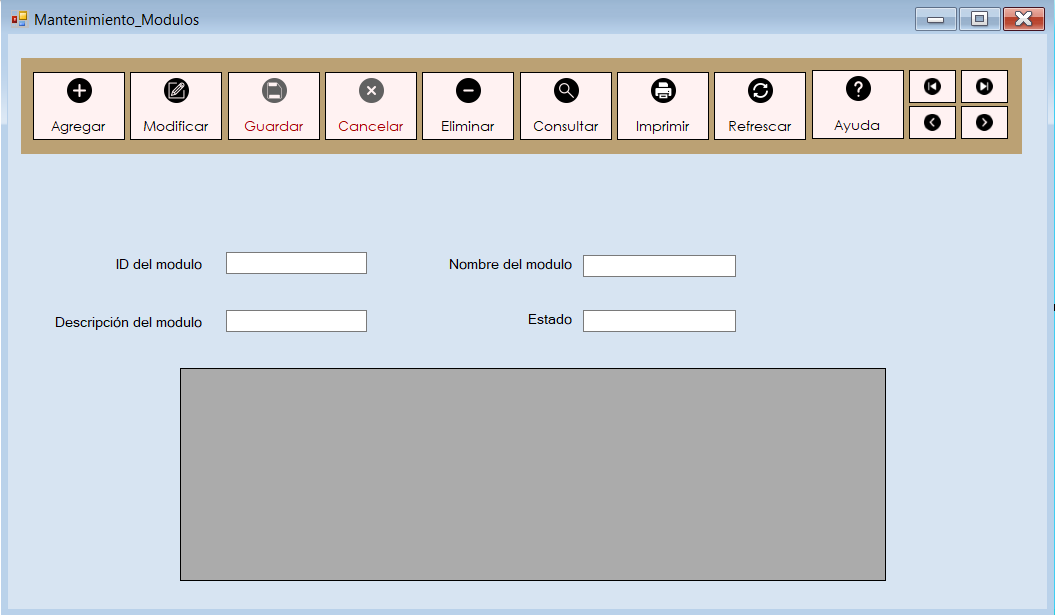 Mantenimiento_Modulos
Agregar Modificar Guardar Cancelar Eliminar Consultar Imprimir Refrescar Ayuda
ID del modulo Nombre del modulo
Descripción del modulo Estado